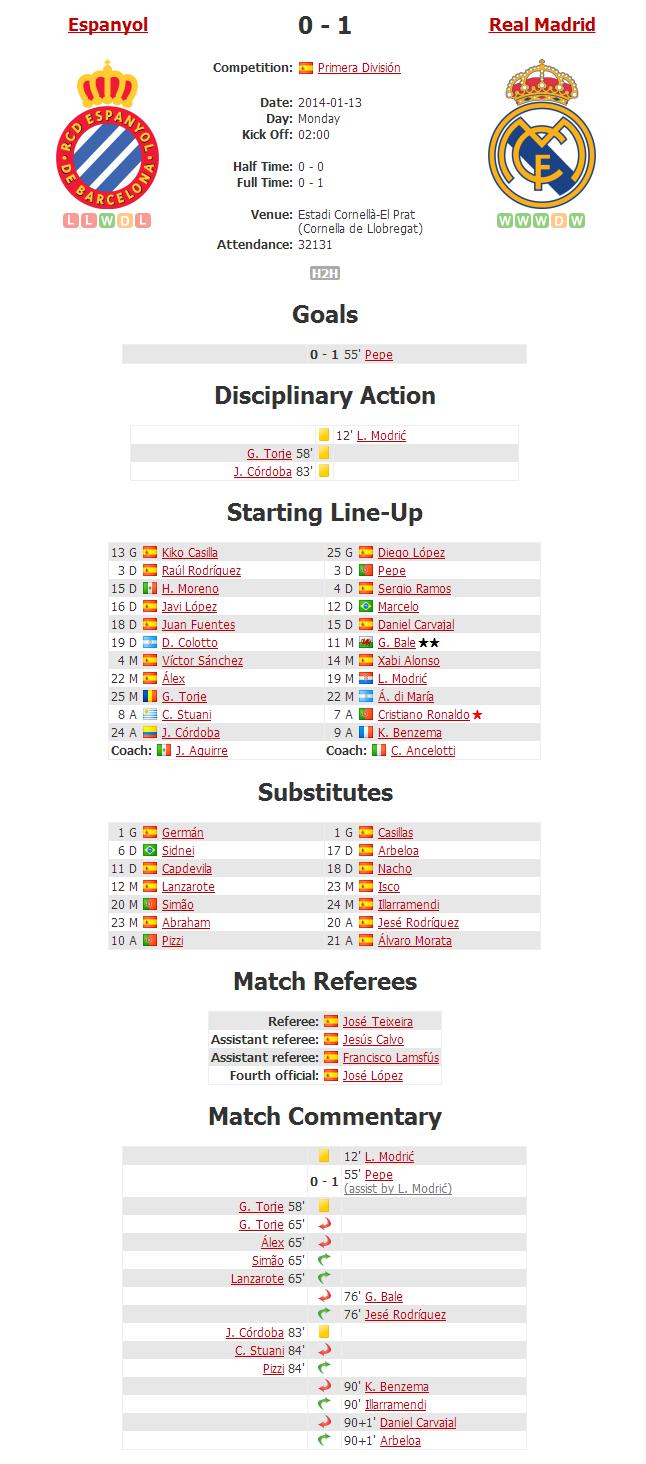 Espanyol 0 - 1 Real Madrid
Competition: Primera División
RCD ESPANYOL DE BARCELONA
Date: 2014-01-13
Day: Monday
Kick Off: 02:00
Half Time: 0 - 0
Full Time: 0 - 1
Venue: Estadi Cornellà-El Prat
(Cornella de Llobregat)
L L W D L
W W W D W
Attendance: 32131
H2H
Goals
0 - 1 55' Pepe
Disciplinary Action
12' L. Modrić
G. Torje 58'
J. Córdoba 83'
Starting Line-Up
13 G Kiko Casilla 25 G Diego López
3 D Raúl Rodríguez 3 D Pepe
15 D H. Moreno 4 D Sergio Ramos
16 D Javi López 12 D Marcelo
18 D Juan Fuentes 15 D Daniel Carvajal
19 D D. Colotto 11 M G. Bale ★★
4 M Víctor Sánchez 14 M Xabi Alonso
22 M Álex 19 M L. Modrić
25 M G. Torje 22 M Á. di María
8 A C. Stuani 7 A Cristiano Ronaldo ★
24 A J. Córdoba 9 A K. Benzema
Coach: J. Aguirre Coach: C. Ancelotti
Substitutes
1 G Germán 1 G Casillas
6 D Sidnei 17 D Arbeloa
11 D Capdevila 18 D Nacho
12 M Lanzarote 23 M Isco
20 M Simão 24 M Illarramendi
23 M Abraham 20 A Jesé Rodríguez
10 A Pizzi 21 A Álvaro Morata
Match Referees
Referee: José Teixeira
Assistant referee: Jesús Calvo
Assistant referee: Francisco Lamsfús
Fourth official: José López
Match Commentary
12' L. Modrić
0 - 1 55' Pepe
(assist by L. Modrić)
G. Torje 58'
G. Torje 65'
Álex 65'
Simão 65'
Lanzarote 65'
76' G. Bale
76' Jesé Rodríguez
J. Córdoba 83'
C. Stuani 84'
Pizzi 84'
90' K. Benzema
90' Illarramendi
90+1' Daniel Carvajal
90+1' Arbeloa